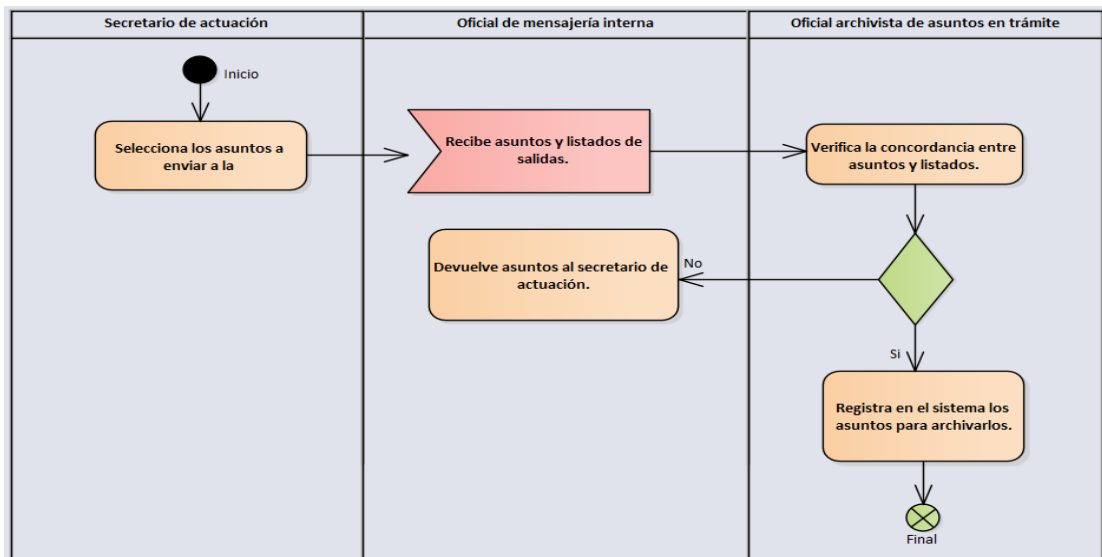 Secretario de actuación
Oficial de mensajería interna
Oficial archivista de asuntos en trámite
Inicio
Selecciona los asuntos a
enviar a la
Recibe asuntos y listados de
salidas.
Verifica la concordancia entre
asuntos y listados.
Devuelve asuntos al secretario de
actuación.
No
Si
Registra en el sistema los
asuntos para archivarlos.
Final